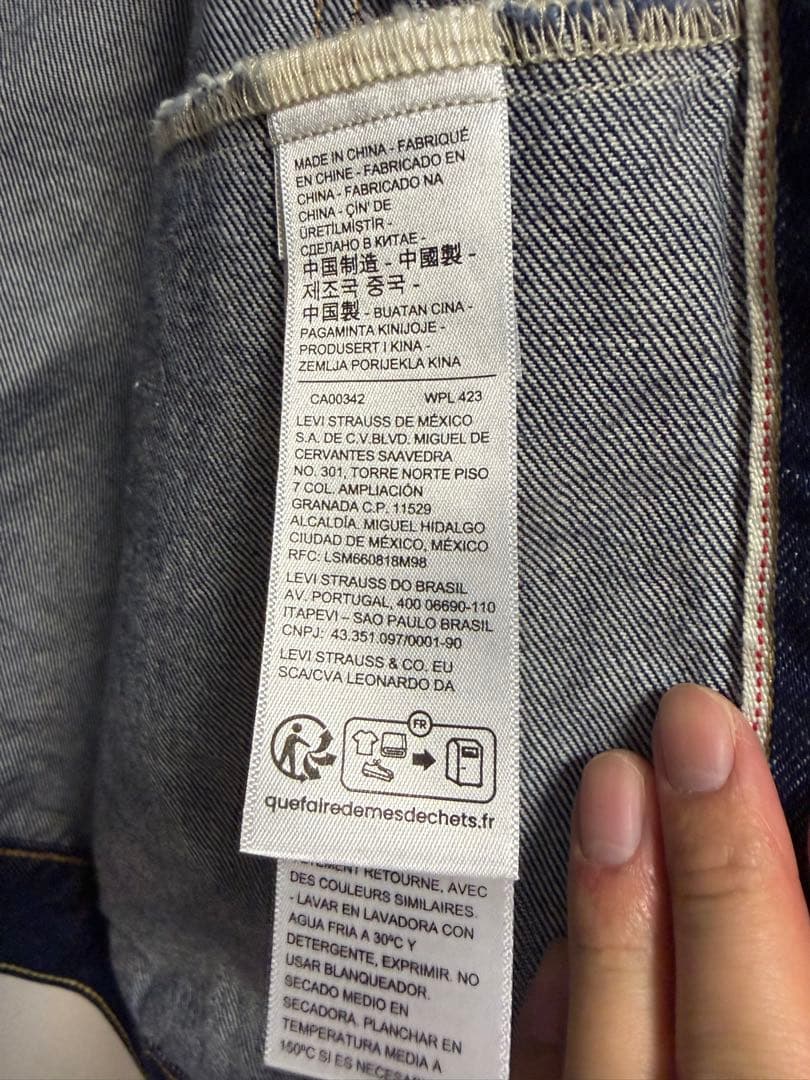 MADE IN CHINA - FABRIQUÉ
EN CHINE - FABRICADO EN
CHINA - FABRICADO NA
CHINA - ÇIN' DE
ÜRETİLMİŞTİR -
СДЕЛАНО В КИТАЕ -
中国制造 - 中國製 -
제조국 중국 -
中国製 - BUATAN CINA -
PAGAMINTA KINIJOJE -
PRODUSERT I KINA -
ZEMLJA PORIJEKLA KINA
CA00342 WPL 423
LEVI STRAUSS DE MÉXICO
S.A. DE C.V.BLVD. MIGUEL DE
CERVANTES SAAVEDRA
NO. 301, TORRE NORTE PISO
7 COL. AMPLIACIÓN
GRANADA C.P. 11529
ALCALDÍA. MIGUEL HIDALGO
CIUDAD DE MÉXICO, MÉXICO
RFC: LSM660818M98
LEVI STRAUSS DO BRASIL
AV. PORTUGAL, 400 06690-110
ITAPEVI – SAO PAULO BRASIL
CNPJ: 43.351.097/0001-90
LEVI STRAUSS & CO. EU
SCA/CVA LEONARDO DA
FR
quefairedemesdechets.fr
RETOURNE, AVEC
DES COULEURS SIMILAIRES.
- LAVAR EN LAVADORA CON
AGUA FRIA A 30ºC Y
DETERGENTE, EXPRIMIR. NO
USAR BLANQUEADOR.
SECADO MEDIO EN
SECADORA. PLANCHAR EN
TEMPERATURA MEDIA A
150ºC SI ES